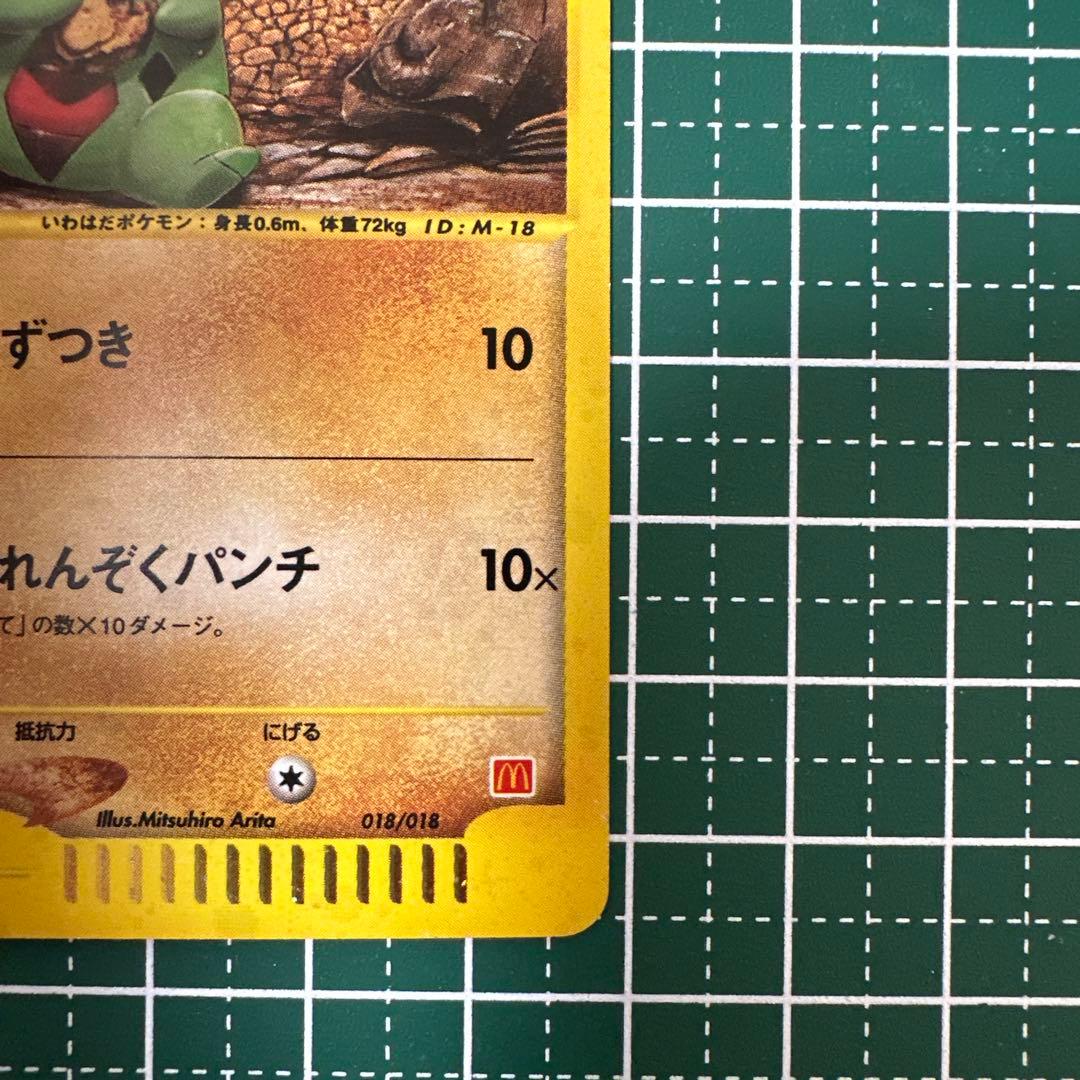 いわはだポケモン：身長0.6m、体重72kg ID:M-18
ずつき 10
れんぞくパンチ 10×
て」の数×10ダメージ。
抵抗力 にげる
Illus.Mitsuhiro Arita 018/018